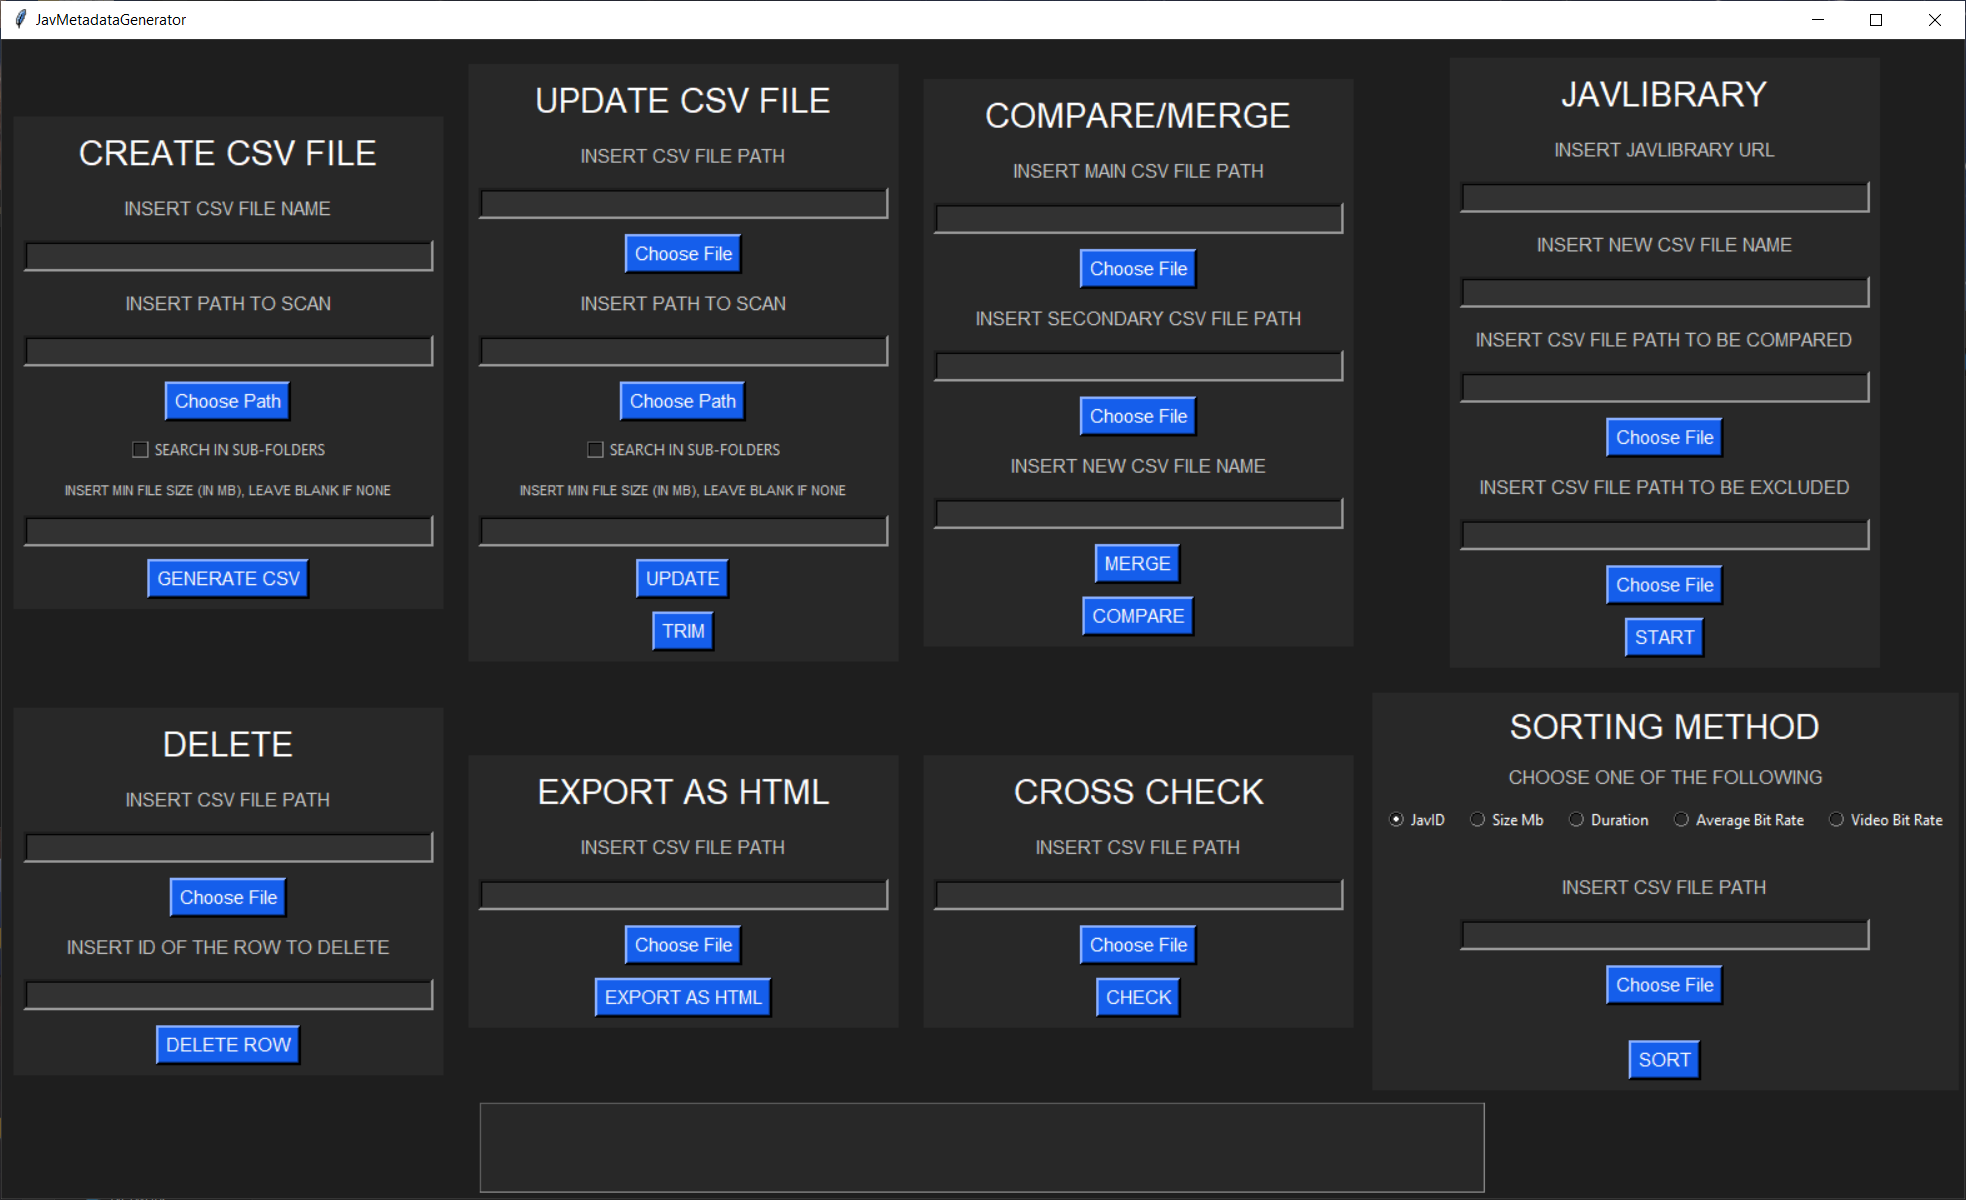 JavMetadataGenerator
CREATE CSV FILE
INSERT CSV FILE NAME
INSERT PATH TO SCAN
Choose Path
SEARCH IN SUB-FOLDERS
INSERT MIN FILE SIZE (IN MB), LEAVE BLANK IF NONE
GENERATE CSV
UPDATE CSV FILE
INSERT CSV FILE PATH
Choose File
INSERT PATH TO SCAN
Choose Path
SEARCH IN SUB-FOLDERS
INSERT MIN FILE SIZE (IN MB), LEAVE BLANK IF NONE
UPDATE
TRIM
COMPARE/MERGE
INSERT MAIN CSV FILE PATH
Choose File
INSERT SECONDARY CSV FILE PATH
Choose File
INSERT NEW CSV FILE NAME
MERGE
COMPARE
JAVLIBRARY
INSERT JAVLIBRARY URL
INSERT NEW CSV FILE NAME
INSERT CSV FILE PATH TO BE COMPARED
Choose File
INSERT CSV FILE PATH TO BE EXCLUDED
Choose File
START
DELETE
INSERT CSV FILE PATH
Choose File
INSERT ID OF THE ROW TO DELETE
DELETE ROW
EXPORT AS HTML
INSERT CSV FILE PATH
Choose File
EXPORT AS HTML
CROSS CHECK
INSERT CSV FILE PATH
Choose File
CHECK
SORTING METHOD
CHOOSE ONE OF THE FOLLOWING
JavID Size Mb Duration Average Bit Rate Video Bit Rate
INSERT CSV FILE PATH
Choose File
SORT